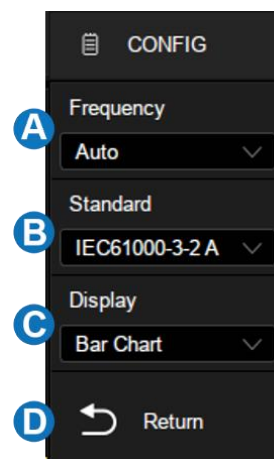 CONFIG
A
Frequency
Auto
B
Standard
IEC61000-3-2 A
C
Display
Bar Chart
D
Return